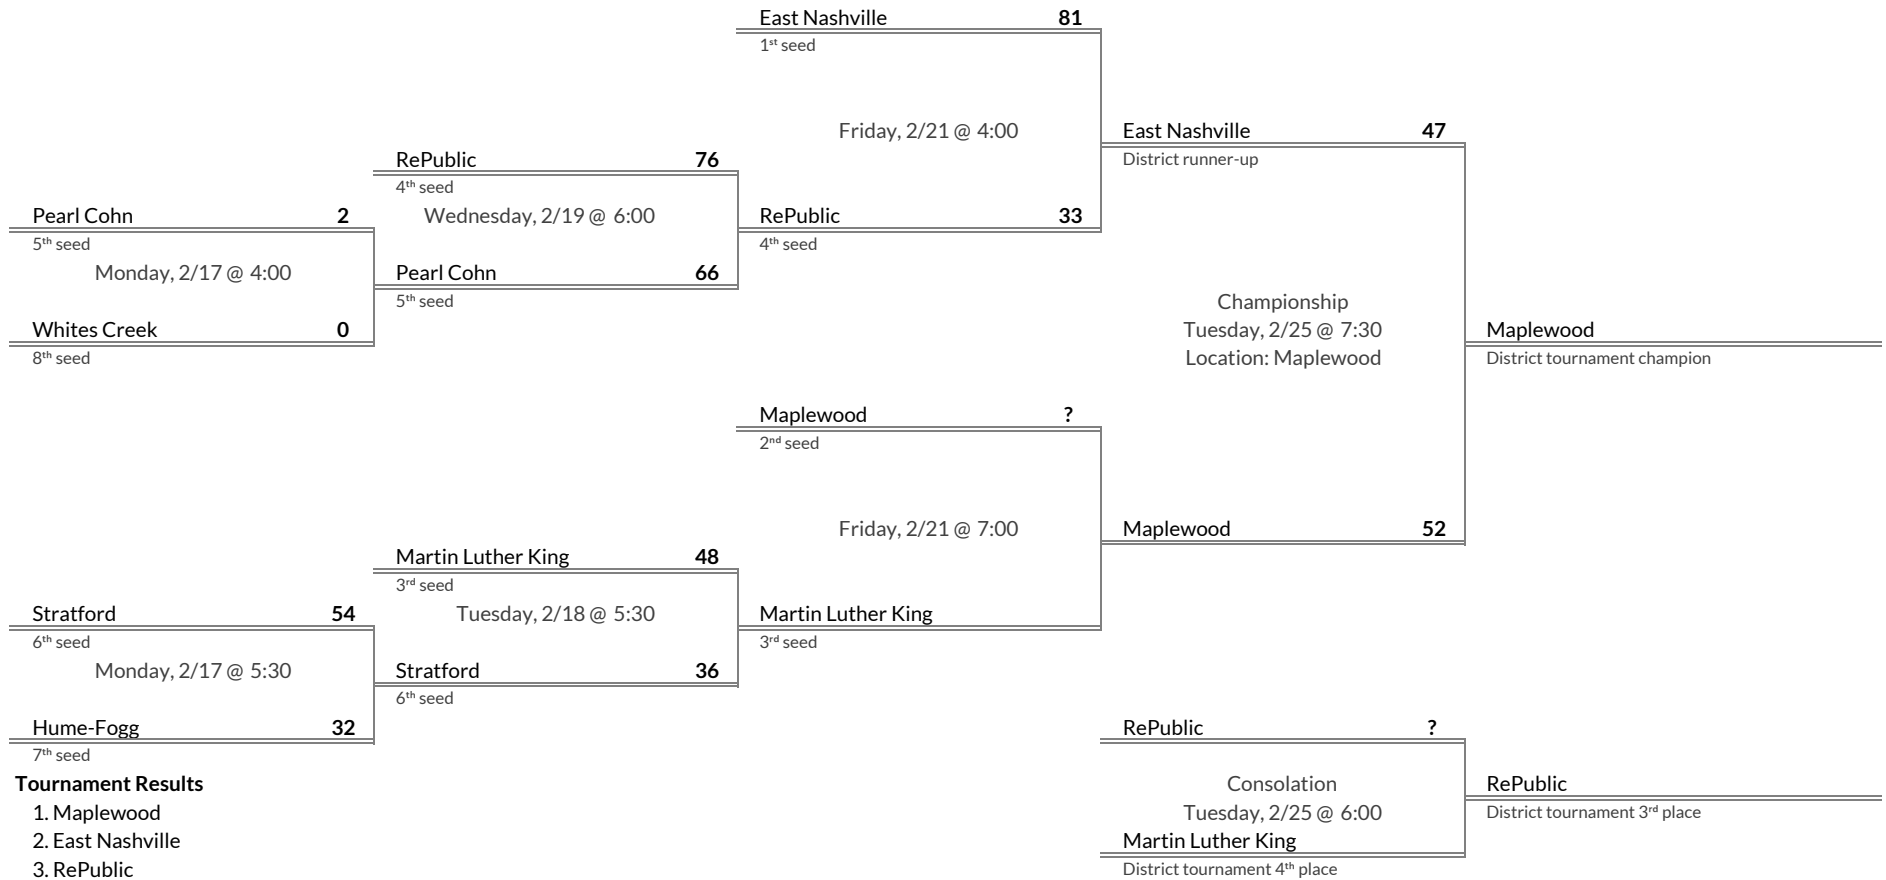 East Nashville 81
1st seed
Friday, 2/21 @ 4:00
East Nashville 47
District runner-up
RePublic 76
4th seed
Pearl Cohn 2
5th seed
Wednesday, 2/19 @ 6:00
RePublic 33
4th seed
Monday, 2/17 @ 4:00
Pearl Cohn 66
5th seed
Whites Creek 0
8th seed
Championship
Tuesday, 2/25 @ 7:30
Location: Maplewood
Maplewood
District tournament champion
Maplewood ?
2nd seed
Friday, 2/21 @ 7:00
Maplewood 52
Martin Luther King 48
3rd seed
Stratford 54
6th seed
Tuesday, 2/18 @ 5:30
Martin Luther King
3rd seed
Monday, 2/17 @ 5:30
Stratford 36
6th seed
Hume-Fogg 32
7th seed
RePublic ?
Consolation
Tuesday, 2/25 @ 6:00
RePublic
District tournament 3rd place
Martin Luther King
District tournament 4th place
Tournament Results
1. Maplewood
2. East Nashville
3. RePublic